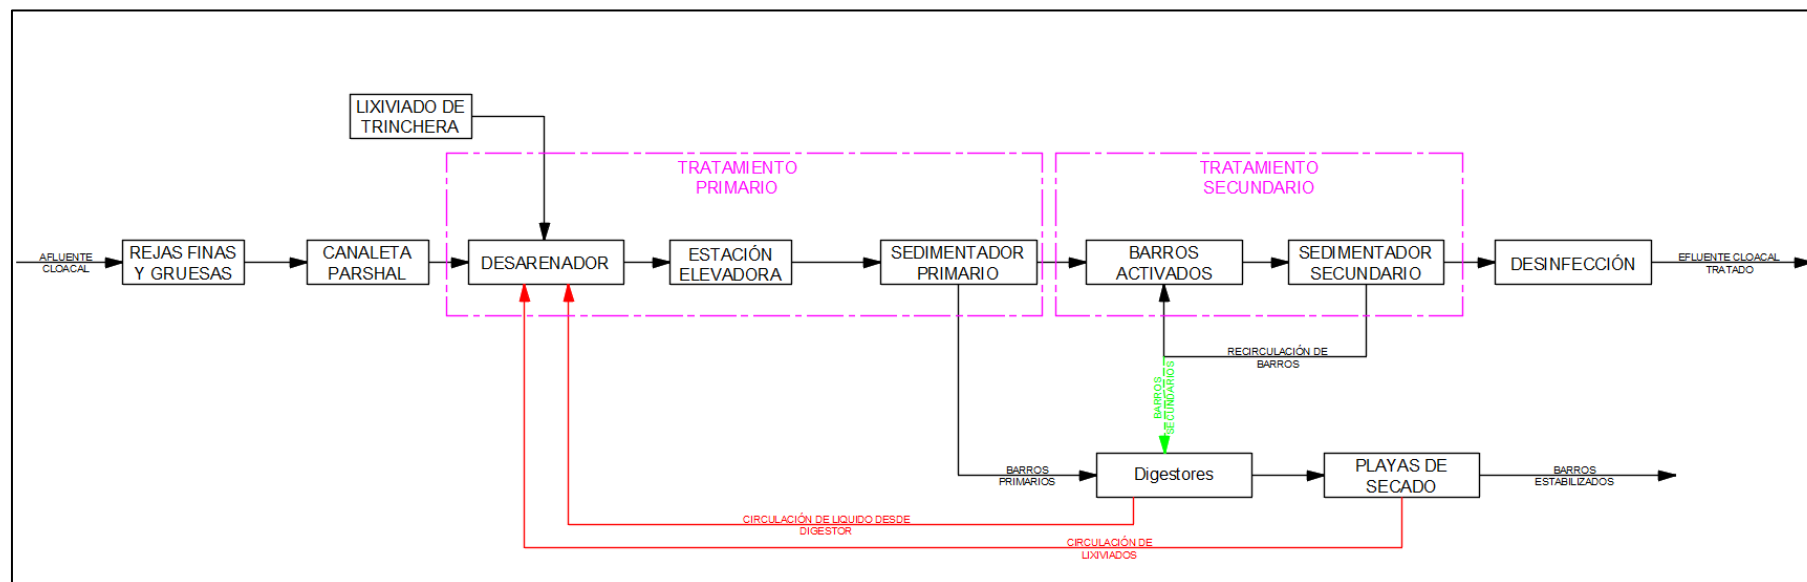 LIXIVIADO DE
TRINCHERA
TRATAMIENTO
PRIMARIO
TRATAMIENTO
SECUNDARIO
AFLUENTE
CLOACAL
REJAS FINAS
Y GRUESAS
CANALETA
PARSHAL
DESARENADOR
ESTACIÓN
ELEVADORA
SEDIMENTADOR
PRIMARIO
BARROS
ACTIVADOS
SEDIMENTADOR
SECUNDARIO
DESINFECCIÓN
EFLUENTE CLOACAL
TRATADO
RECIRCULACIÓN DE
BARROS
BARROS
SECUNDARIOS
BARROS
PRIMARIOS
Digestores
PLAYAS DE
SECADO
BARROS
ESTABILIZADOS
CIRCULACIÓN DE LIQUIDO DESDE
DIGESTOR
CIRCULACIÓN DE
LIXIVIADOS